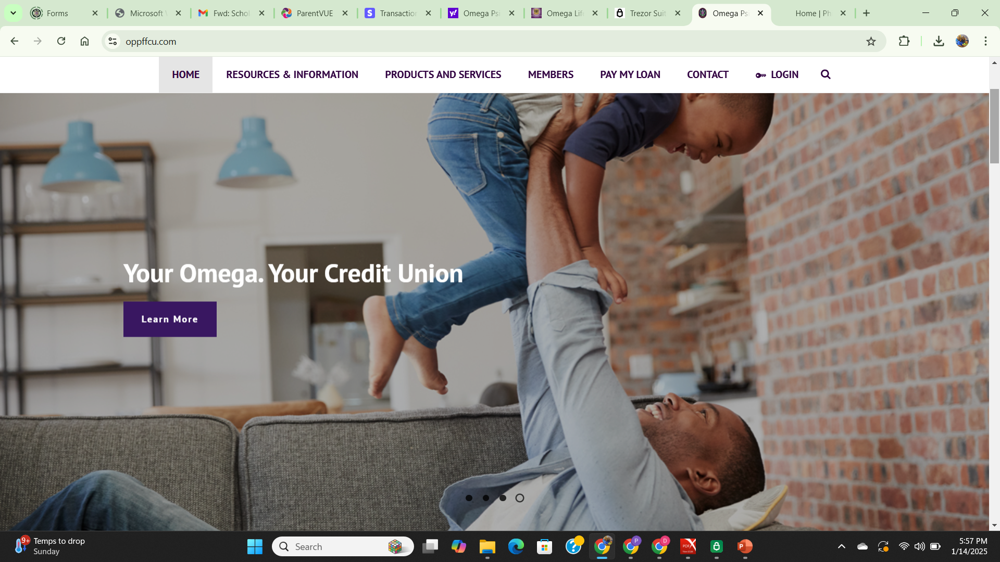 Forms
Microsoft
Fwd: Schol
ParentVUE
Transaction
Omega Psi
Omega Life
Trezor Suit
Omega Psi
Home | Ph
oppffcu.com
HOME
RESOURCES & INFORMATION
PRODUCTS AND SERVICES
MEMBERS
PAY MY LOAN
CONTACT
LOGIN
Your Omega. Your Credit Union
Learn More
9+
Temps to drop
Sunday
Search
P
D
5:57 PM
1/14/2025